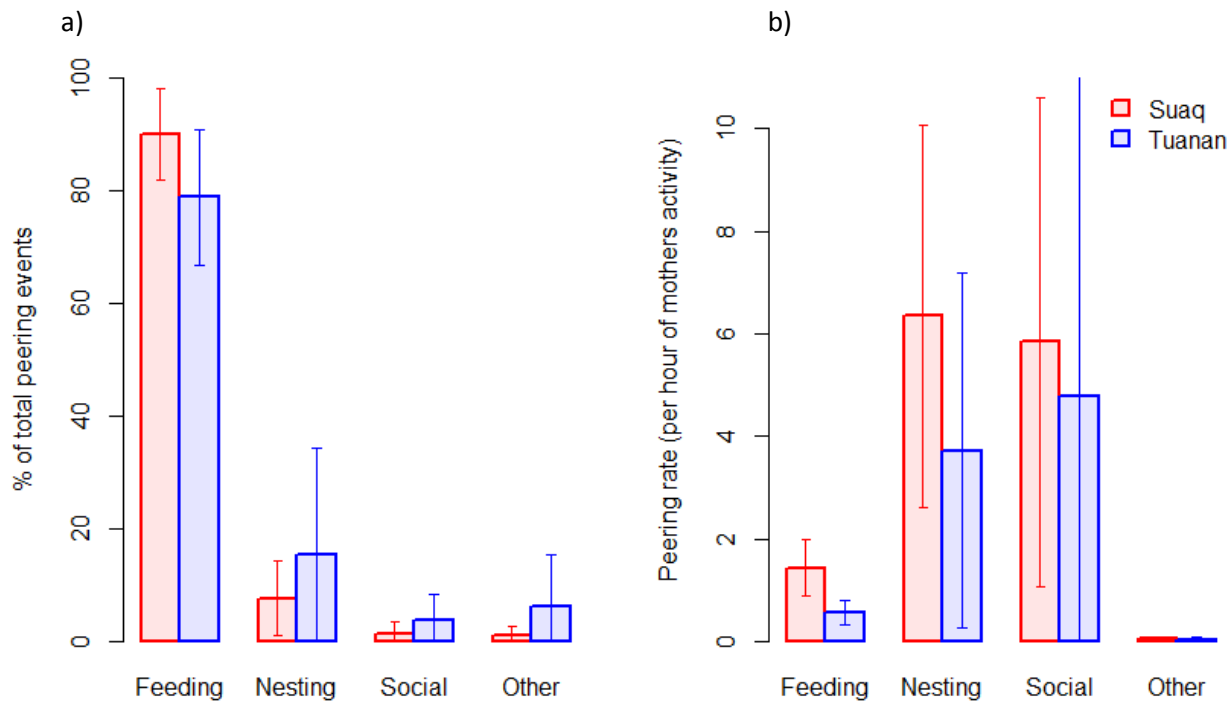 a)
% of total peering events
100
80
60
40
20
0
Feeding Nesting Social Other
b)
Peering rate (per hour of mothers activity)
10
8
6
4
2
0
Feeding Nesting Social Other
Suaq
Tuanan